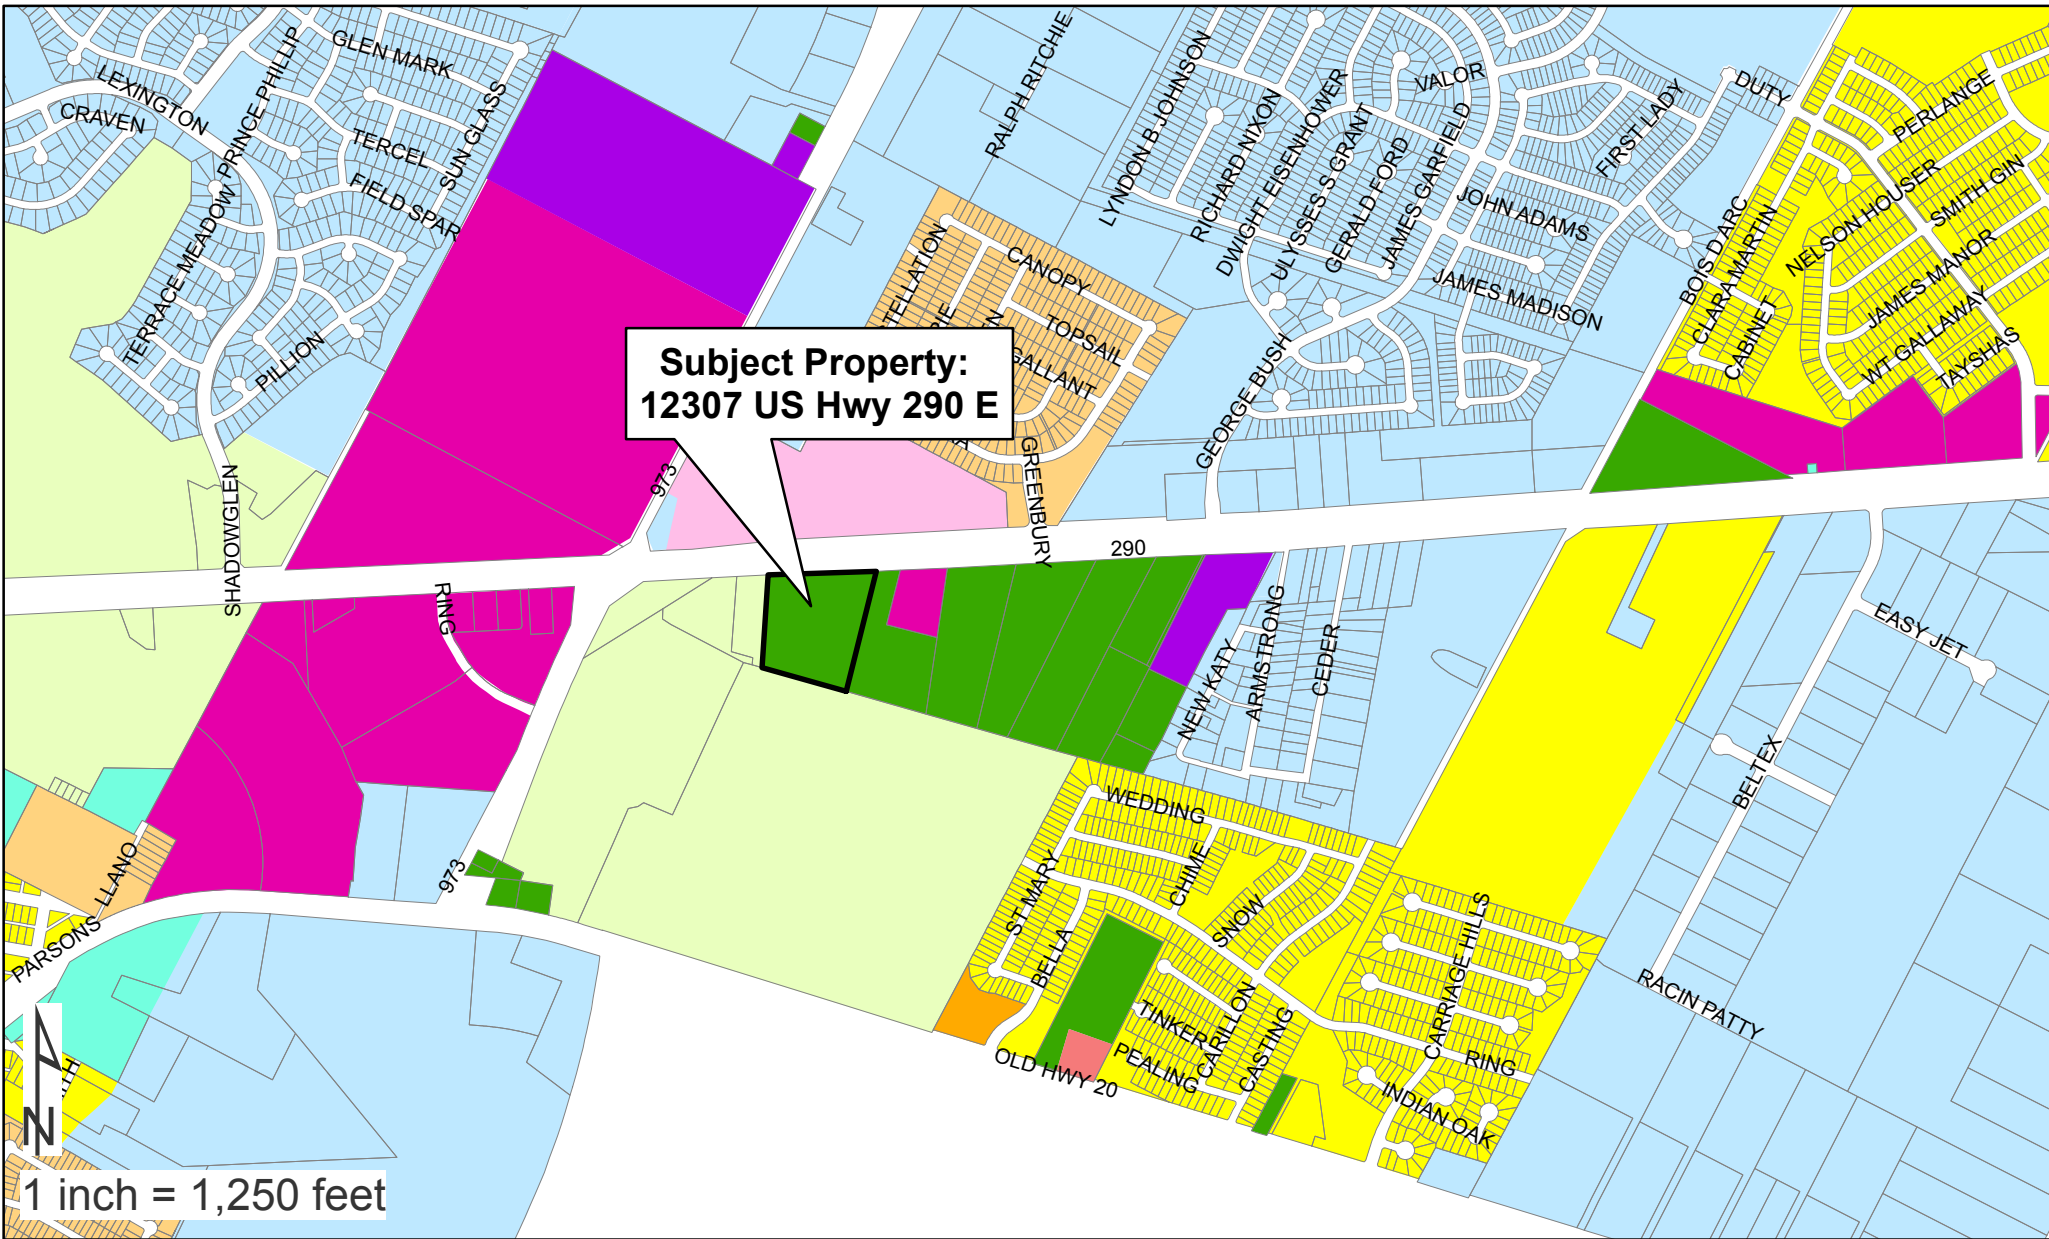 GLEN MARK
LEXINGTON
CRAVEN
PRINCE PHILLIP
TERCEL
SUN GLASS
FIELD SPAR
TERRACE MEADOW
PILLION
SHADOWGLEN
RALPH RITCHIE
LYNDON B JOHNSON
RICHARD NIXON
DWIGHT EISENHOWER
ULYSSES S GRANT
GERALD FORD
JAMES GARFIELD
VALOR
FIRST LADY
DUTY
JOHN ADAMS
JAMES MADISON
GEORGE BUSH
PERLANGE
NELSON HOUSER
SMITH GIN
JAMES MANOR
WT GALLAWAY
TAYSHAS
BOIS D ARC
CLARA MARTIN
CABINET
CANOPY
TOPSAIL
GALLANT
GREENBURY
Subject Property:
12307 US Hwy 290 E
973
290
RING
NEW KATY
ARMSTRONG
CEDER
EASY JET
BELTEX
RACIN PATTY
WEDDING
CHIME
ST MARY
BELLA
SNOW
TINKER
CARILLON
PEALING
CASTING
CARRIAGE HILLS
RING
INDIAN OAK
OLD HWY 20
973
LLANO
PARSONS
N
1 inch = 1,250 feet